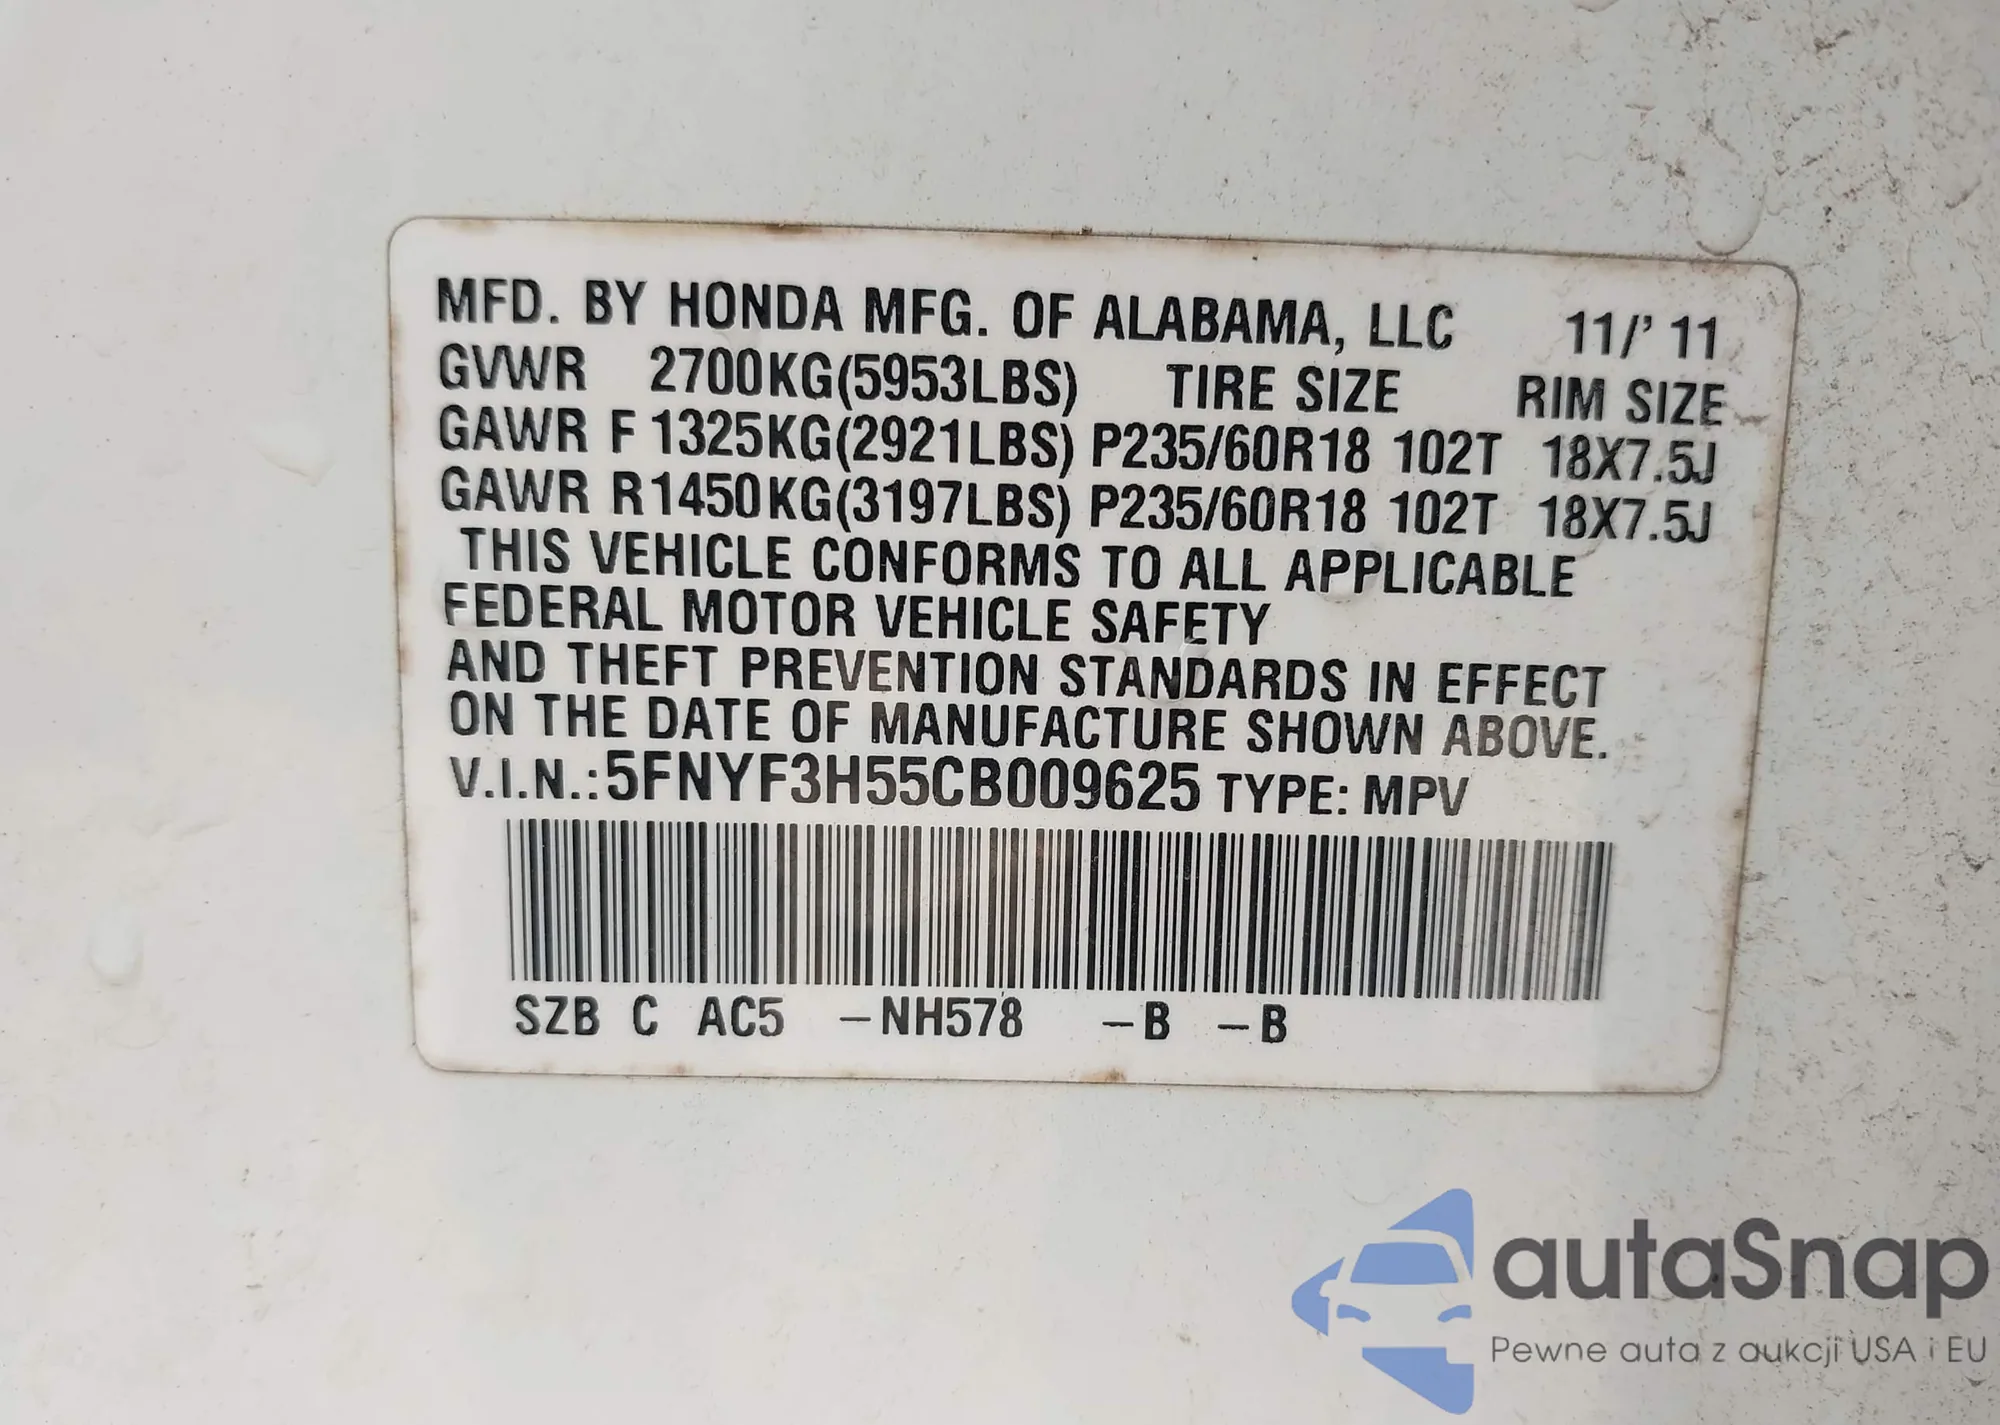 MFD. BY HONDA MFG. OF ALABAMA, LLC 11/'11
GVWR 2700KG(5953LBS) TIRE SIZE RIM SIZE
GAWR F 1325KG(2921LBS) P235/60R18 102T 18X7.5J
GAWR R1450KG(3197LBS) P235/60R18 102T 18X7.5J
THIS VEHICLE CONFORMS TO ALL APPLICABLE
FEDERAL MOTOR VEHICLE SAFETY
AND THEFT PREVENTION STANDARDS IN EFFECT
ON THE DATE OF MANUFACTURE SHOWN ABOVE.
V.I.N.:5FNYF3H55CB009625 TYPE: MPV
SZB C AC5 –NH578 –B –B
autaSnap
Pewne auta z aukcji USA i EU